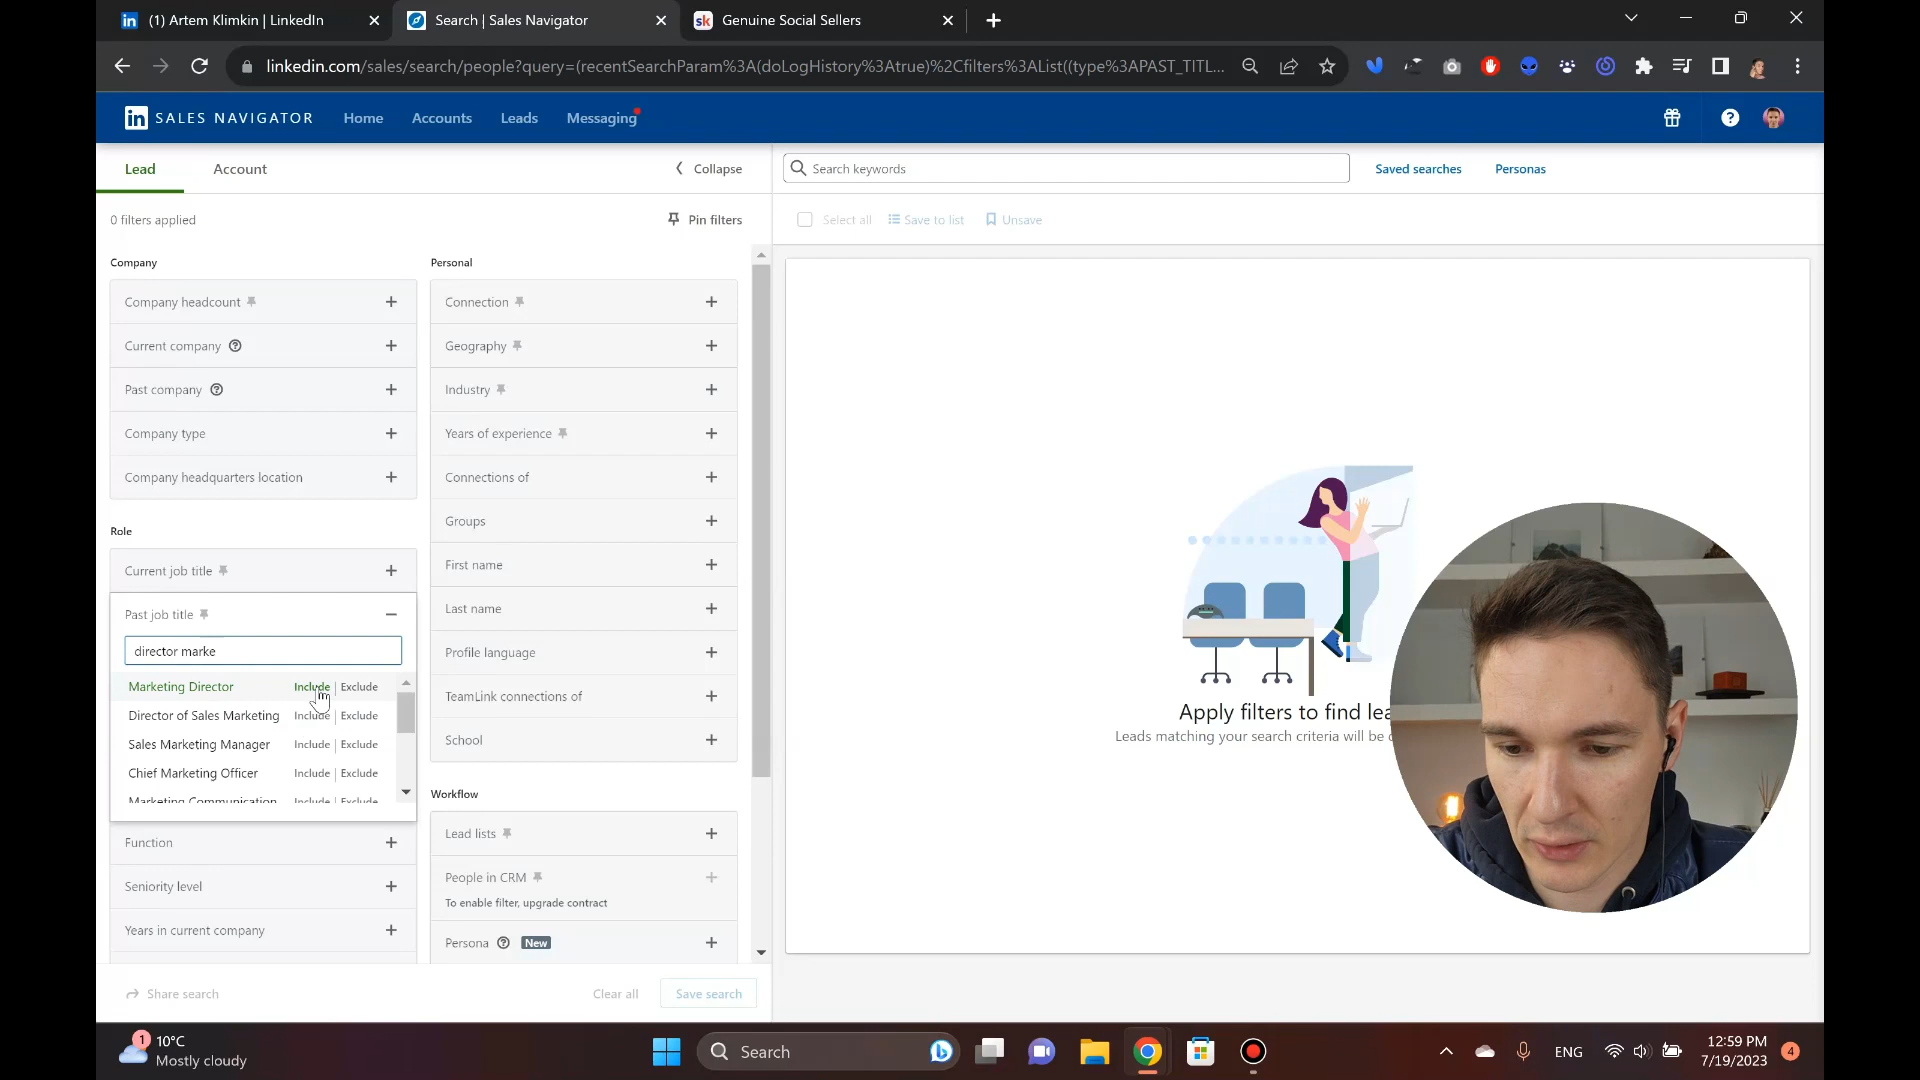 (1) Artem Klimkin | LinkedIn
Search | Sales Navigator
sk
Genuine Social Sellers
linkedin.com/sales/search/people?query=(recentSearchParam%3A(doLogHistory%3Atrue)%2Cfilters%3AList((type%3APAST_TITL...
in SALES NAVIGATOR
Home
Accounts
Leads
Messaging
Lead
Account
Collapse
Search keywords
Saved searches
Personas
0 filters applied
Pin filters
Select all
Save to list
Unsave
Company
Company headcount
Current company
Past company
Company type
Company headquarters location
Role
Current job title
Past job title
director marke
Marketing Director Include | Exclude
Director of Sales Marketing Include | Exclude
Sales Marketing Manager Include | Exclude
Chief Marketing Officer Include | Exclude
Marketing Communication Include | Exclude
Function
Seniority level
Years in current company
Personal
Connection
Geography
Industry
Years of experience
Connections of
Groups
First name
Last name
Profile language
TeamLink connections of
School
Workflow
Lead lists
People in CRM
To enable filter, upgrade contract
Persona New
Apply filters to find lea
Leads matching your search criteria will be
Share search
Clear all
Save search
1
10°C
Mostly cloudy
Search
ENG
12:59 PM
7/19/2023
4